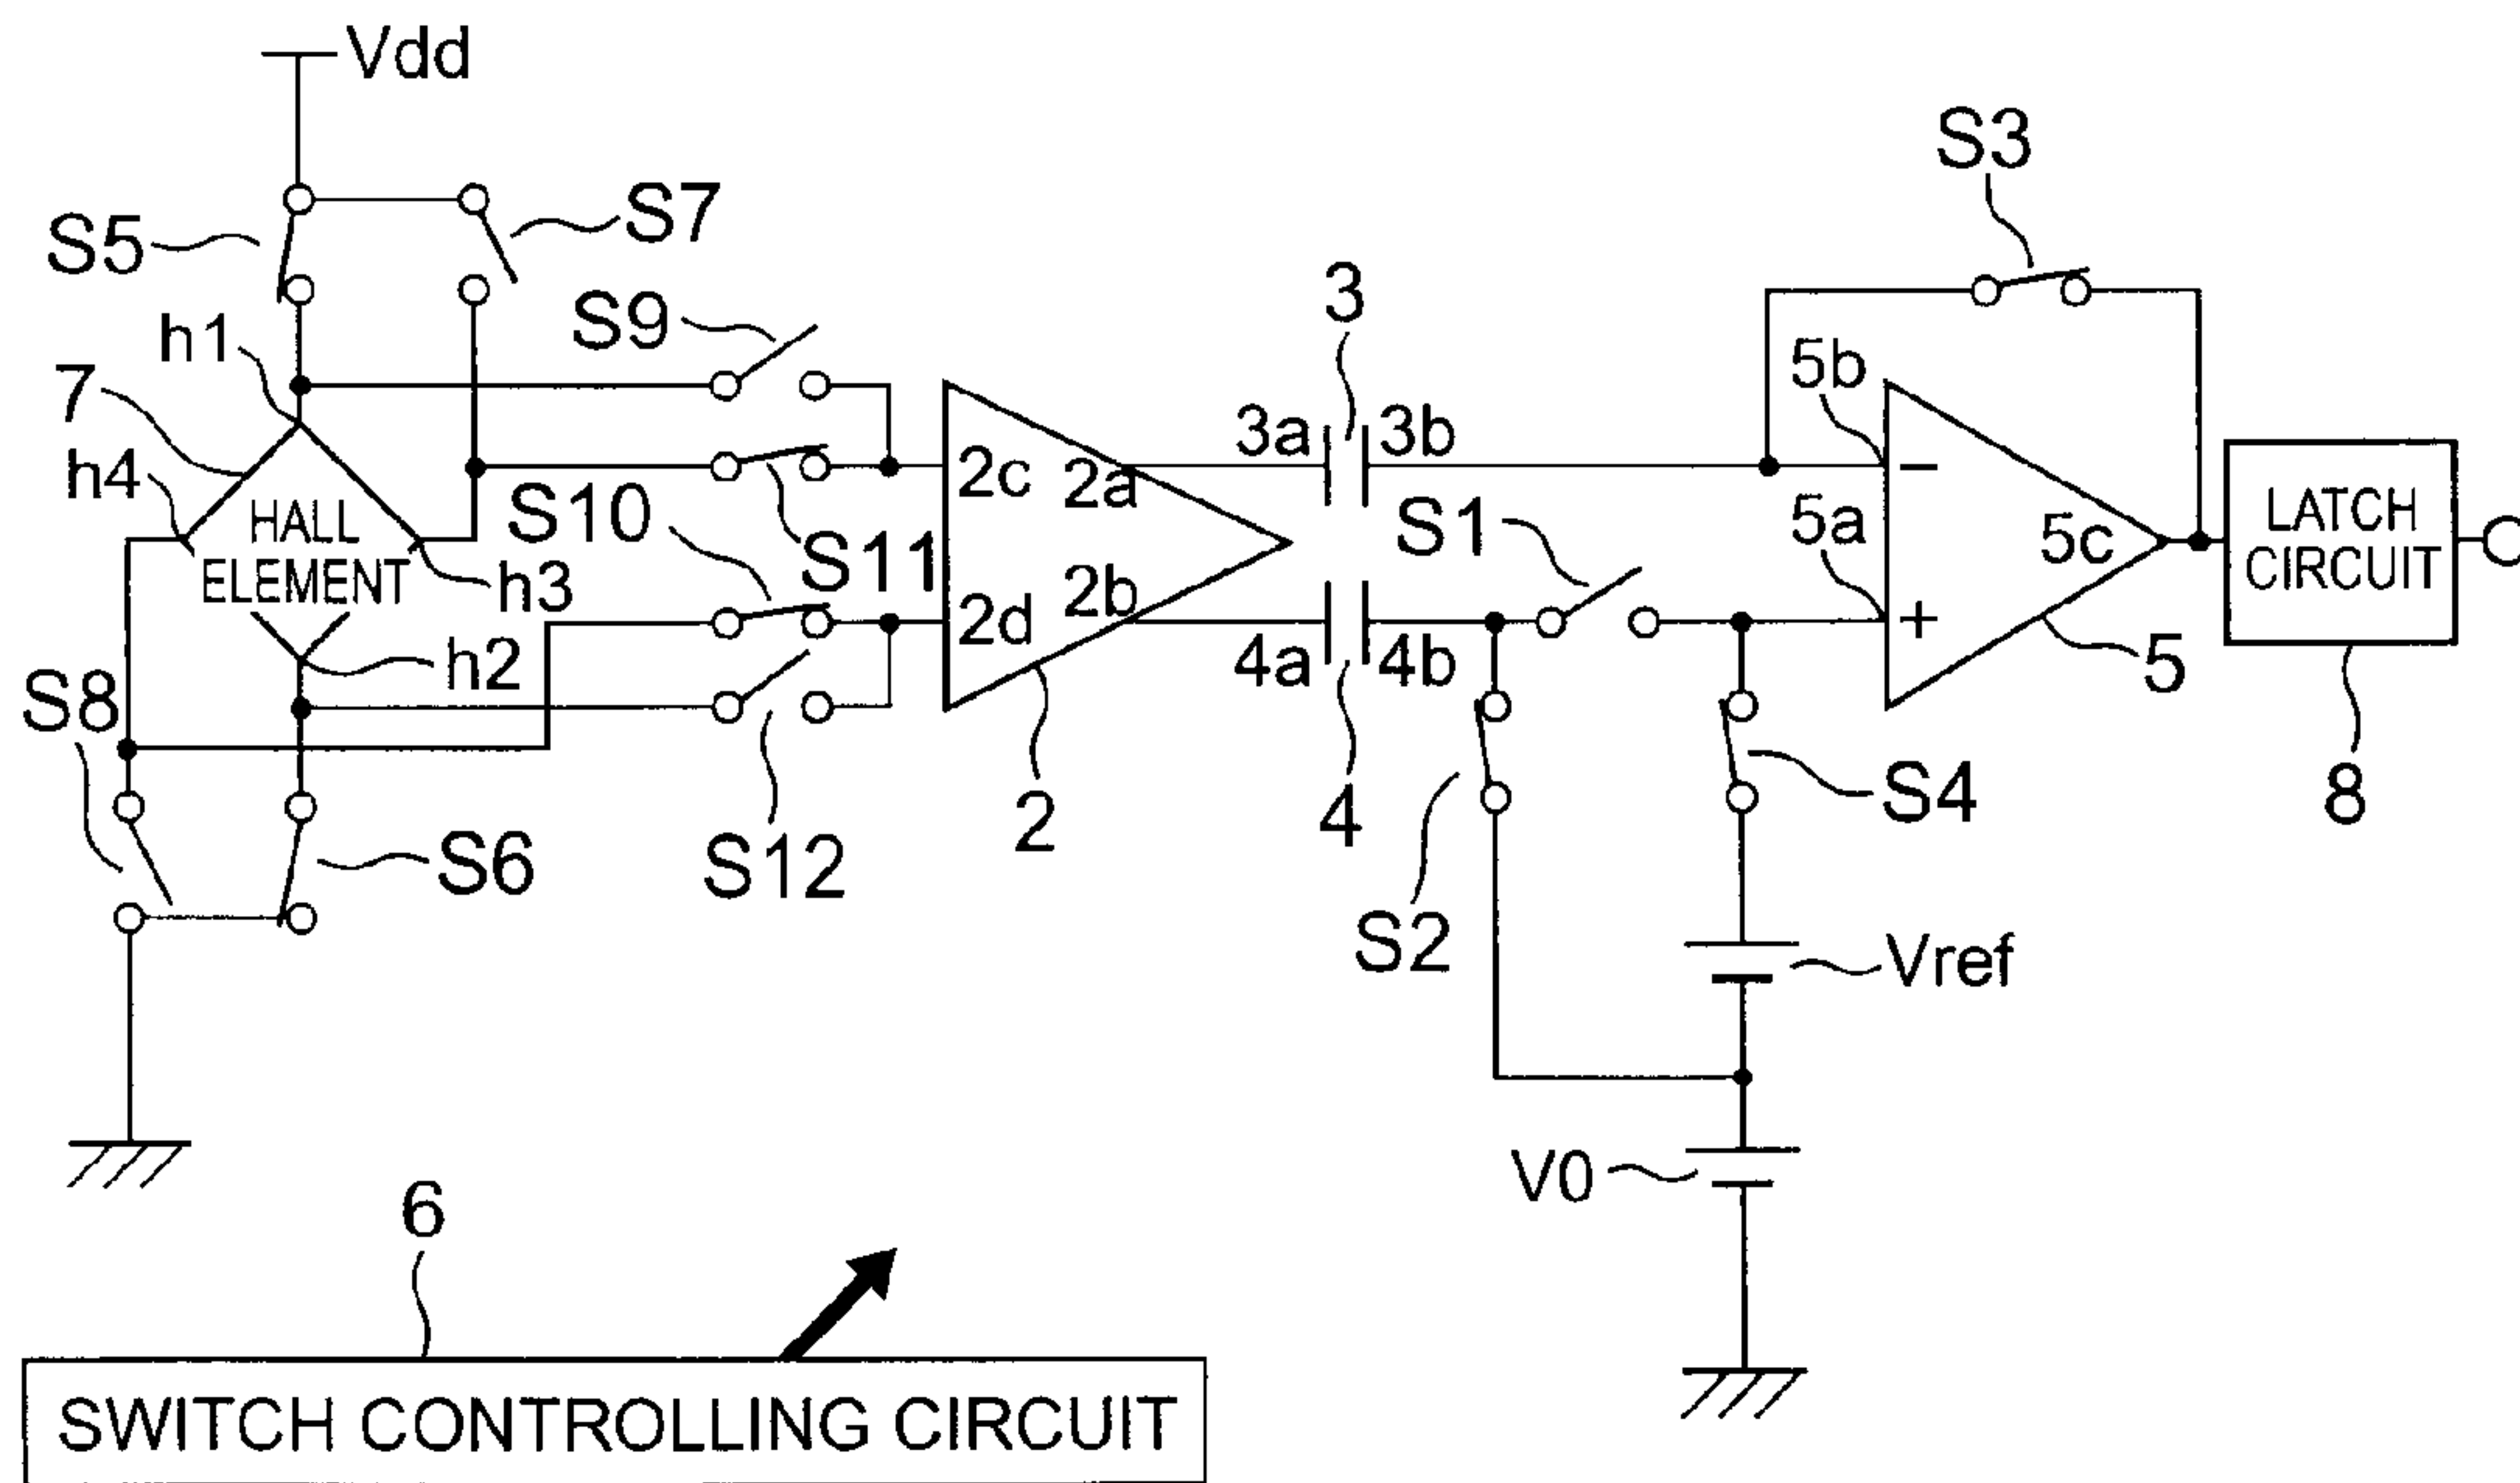 Vdd
S3
S7
S5
S9
3
h1
5b
7
3a
3b
h4
2c
2a
S10
S1
5a
HALL
ELEMENT
S11
5c
LATCH
CIRCUIT
h3
2d
2b
h2
4a
4b
5
S8
S4
2
4
8
S6
S12
S2
Vref
V0
6
SWITCH CONTROLLING CIRCUIT
−
+